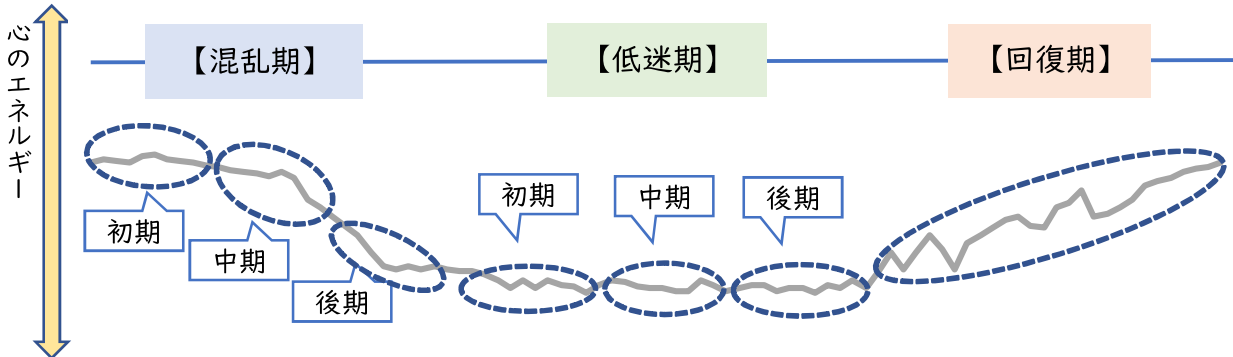 心のエネルギー
【混乱期】
【低迷期】
【回復期】
初期
中期
後期
初期
中期
後期